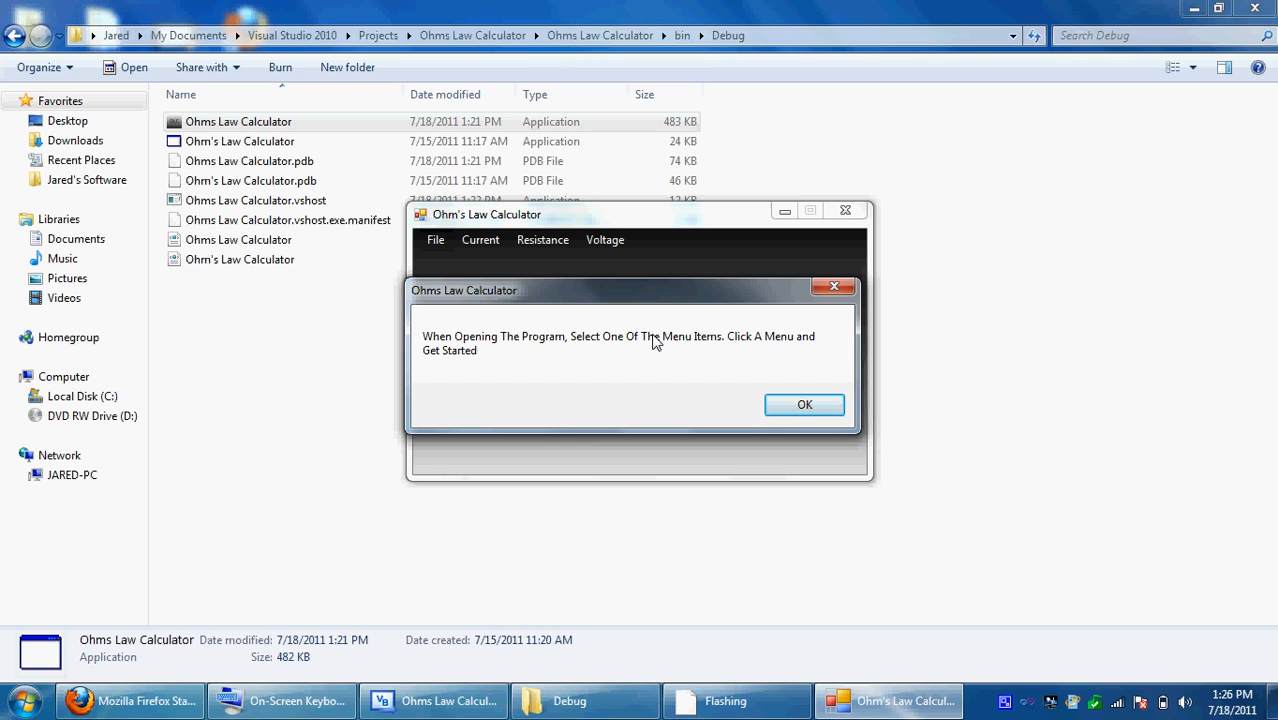 Jared
My Documents
Visual Studio 2010
Projects
Ohms Law Calculator
Ohms Law Calculator
bin
Debug
Search Debug
Organize
Open
Share with
Burn
New folder
Name
Date modified
Type
Size
Favorites
Desktop
Downloads
Recent Places
Jared's Software
Libraries
Documents
Music
Pictures
Videos
Homegroup
Computer
Local Disk (C:)
DVD RW Drive (D:)
Network
JARED-PC
Ohms Law Calculator 7/18/2011 1:21 PM Application 483 KB
Ohm's Law Calculator 7/15/2011 11:17 AM Application 24 KB
Ohms Law Calculator.pdb 7/18/2011 1:21 PM PDB File 74 KB
Ohm's Law Calculator.pdb 7/15/2011 11:17 AM PDB File 46 KB
Ohms Law Calculator.vshost 7/18/2011 1:22 PM Application 12 KB
Ohms Law Calculator.vshost.exe.manifest
Ohms Law Calculator
Ohm's Law Calculator
Ohm's Law Calculator
File Current Resistance Voltage
Ohms Law Calculator
When Opening The Program, Select One Of The Menu Items. Click A Menu and
Get Started
OK
Ohms Law Calculator Date modified: 7/18/2011 1:21 PM Date created: 7/15/2011 11:20 AM
Application Size: 482 KB
Mozilla Firefox Sta...
On-Screen Keybo...
Ohms Law Calcul...
Debug
Flashing
Ohm's Law Calcul...
1:26 PM
7/18/2011